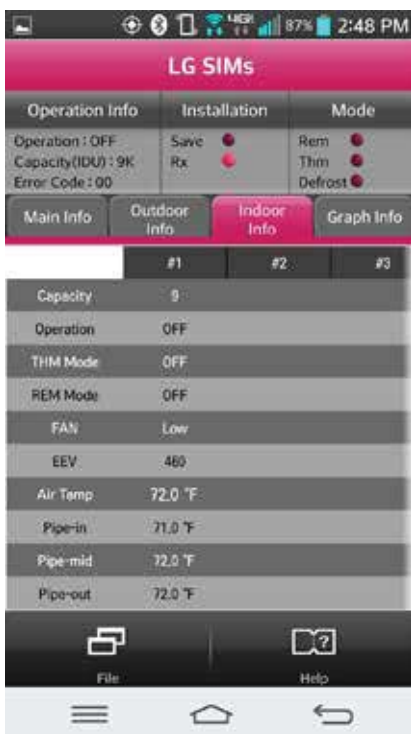 4G 87% 2:48 PM
LG SIMs
Operation Info Installation Mode
Operation : OFF Save Rem
Capacity(IDU) : 9K Rx Thm
Error Code : 00 Defrost
Main Info Outdoor Info Indoor Info Graph Info
#1 #2 #3
Capacity 9
Operation OFF
THM Mode OFF
REM Mode OFF
FAN Low
EEV 460
Air Temp 72.0 °F
Pipe-in 71.0 °F
Pipe-mid 72.0 °F
Pipe-out 72.0 °F
File Help